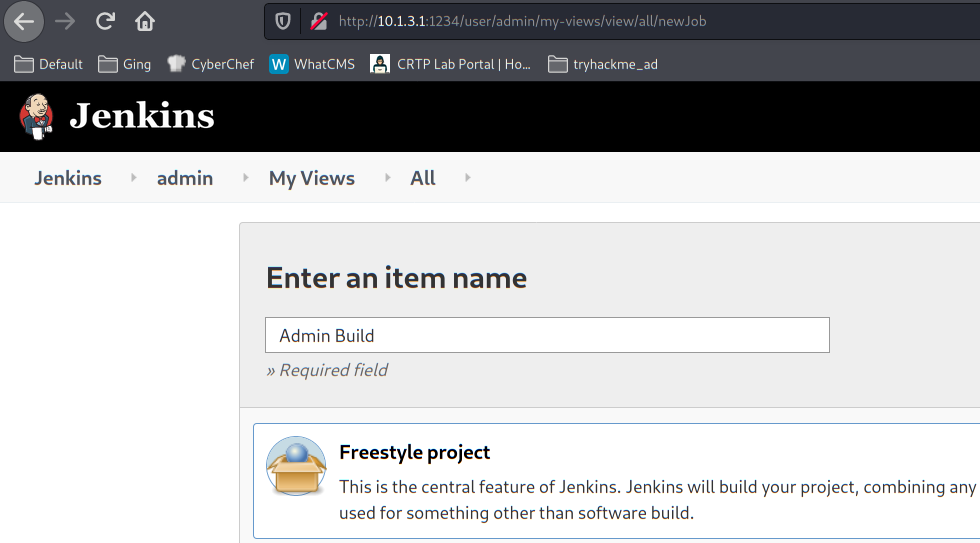 http://10.1.3.1:1234/user/admin/my-views/view/all/newJob
Default Ging CyberChef W WhatCMS CRTP Lab Portal | Ho... tryhackme_ad
Jenkins
Jenkins admin My Views All
Enter an item name
Admin Build
» Required field
Freestyle project
This is the central feature of Jenkins. Jenkins will build your project, combining any
used for something other than software build.